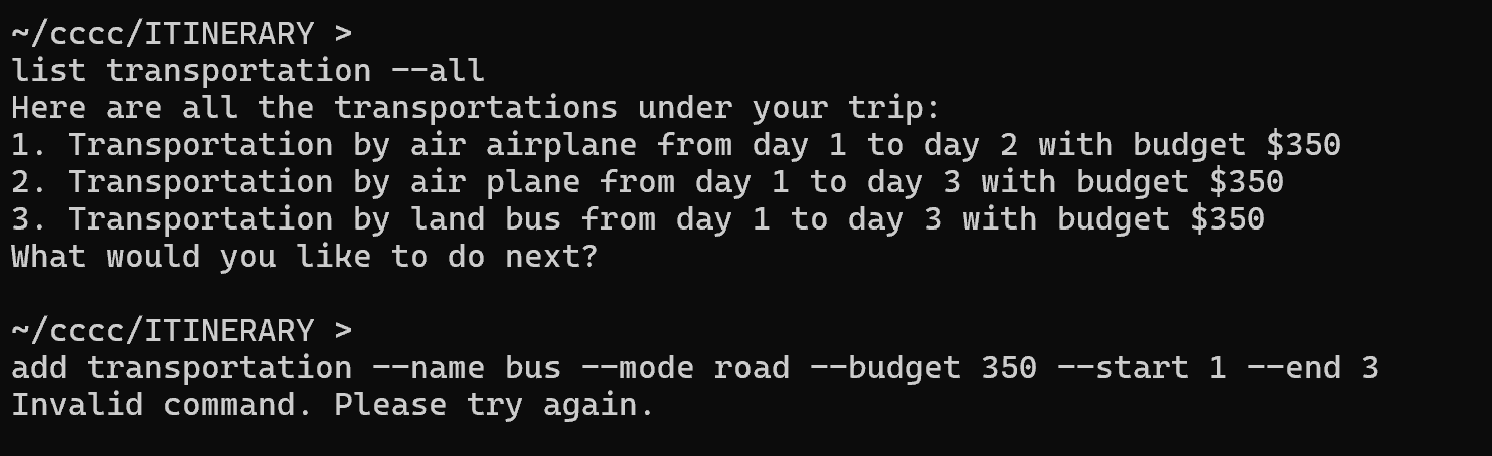 ~/cccc/ITINERARY >
list transportation --all
Here are all the transportations under your trip:
1. Transportation by air airplane from day 1 to day 2 with budget $350
2. Transportation by air plane from day 1 to day 3 with budget $350
3. Transportation by land bus from day 1 to day 3 with budget $350
What would you like to do next?
~/cccc/ITINERARY >
add transportation --name bus --mode road --budget 350 --start 1 --end 3
Invalid command. Please try again.